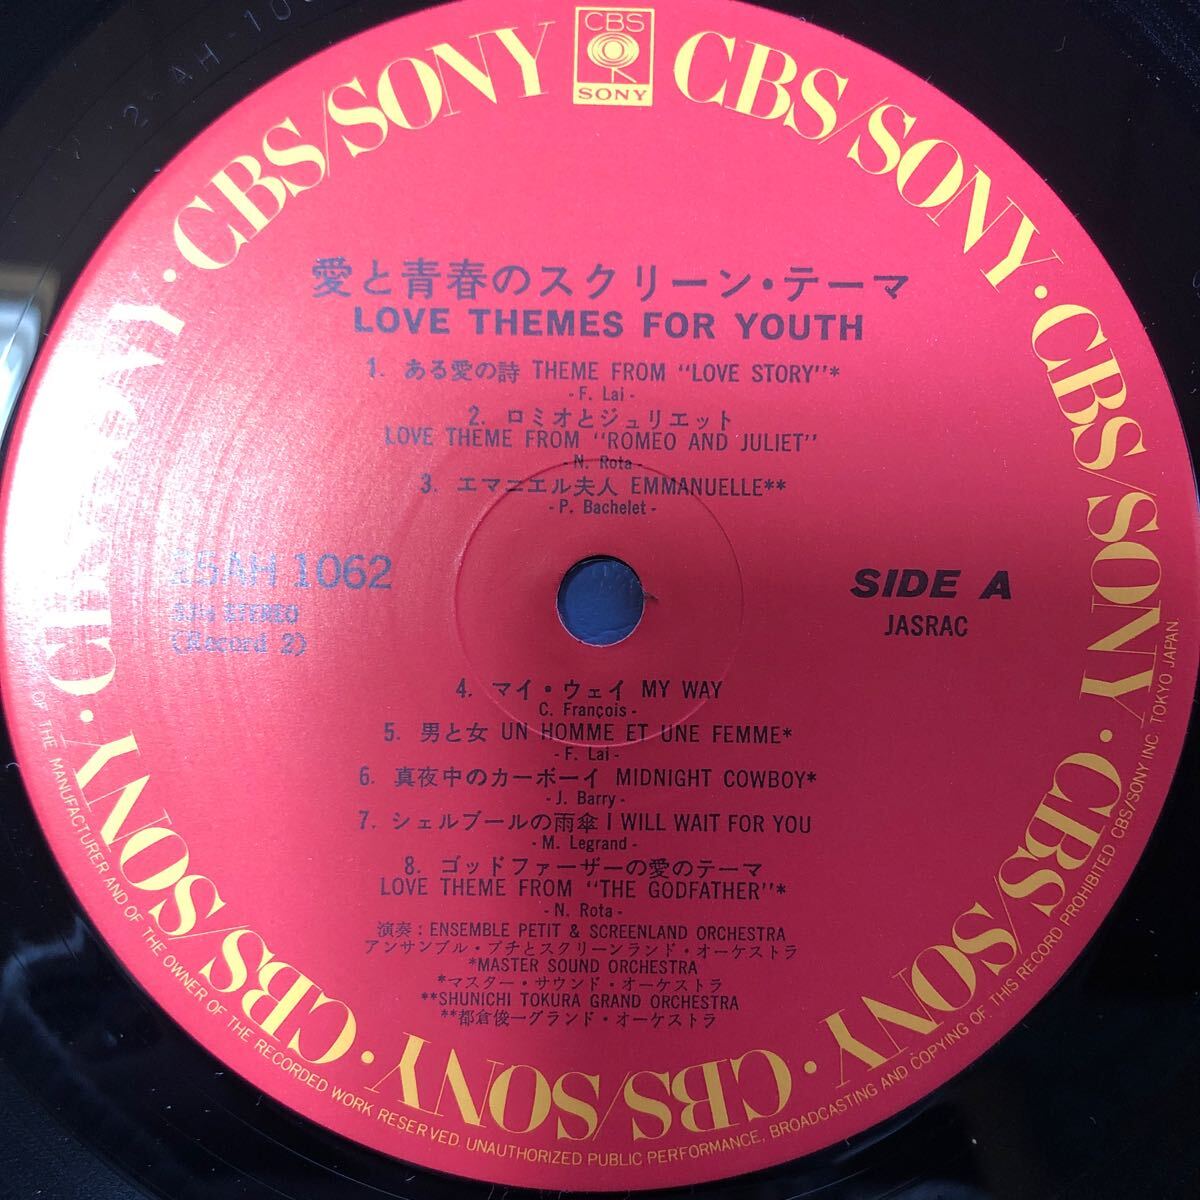 CBS
SONY
CBS/SONY · CBS/SONY · CBS/SONY · CBS/SONY · CBS/SONY · CBS/SONY · CBS/SONY · CBS/SONY
愛と青春のスクリーン・テーマ
LOVE THEMES FOR YOUTH
1. ある愛の詩 THEME FROM "LOVE STORY"*
- F. Lai -
2. ロミオとジュリエット
LOVE THEME FROM "ROMEO AND JULIET"
- N. Rota -
3. エマニエル夫人 EMMANUELLE**
- P. Bachelet -
AH 1062
33⅓ STEREO
(Record 2)
SIDE A
JASRAC
4. マイ・ウェイ MY WAY
C. François -
5. 男と女 UN HOMME ET UNE FEMME*
- F. Lai -
6. 真夜中のカーボーイ MIDNIGHT COWBOY*
- J. Barry -
7. シェルブールの雨傘 I WILL WAIT FOR YOU
- M. Legrand -
8. ゴッドファーザーの愛のテーマ
LOVE THEME FROM "THE GODFATHER"*
- N. Rota -
演奏：ENSEMBLE PETIT & SCREENLAND ORCHESTRA
アンサンブル・プチとスクリーンランド・オーケストラ
*MASTER SOUND ORCHESTRA
*マスター・サウンド・オーケストラ
**SHUNICHI TOKURA GRAND ORCHESTRA
**都倉俊一グランド・オーケストラ
OF THE MANUFACTURER AND OF THE OWNER OF THE RECORDED WORK RESERVED. UNAUTHORIZED PUBLIC PERFORMANCE, BROADCASTING AND COPYING OF THIS RECORD PROHIBITED CBS/SONY INC. TOKYO JAPAN.